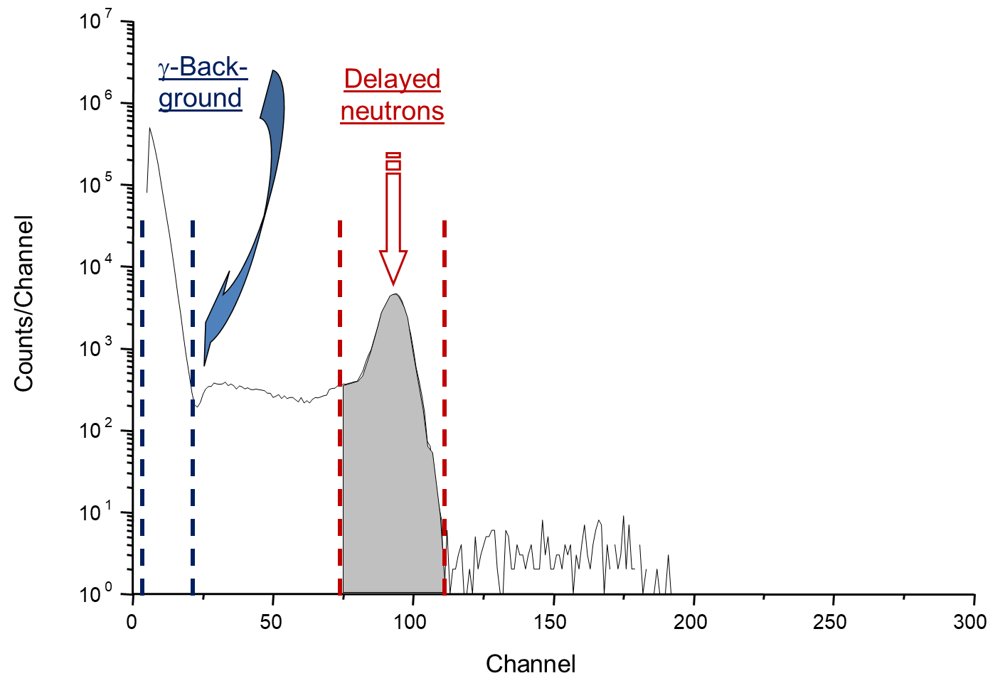 10⁷
γ-Back-
ground
Delayed
neutrons
10⁶
10⁵
10⁴
10³
10²
10¹
10⁰
Counts/Channel
0 50 100 150 200 250 300
Channel